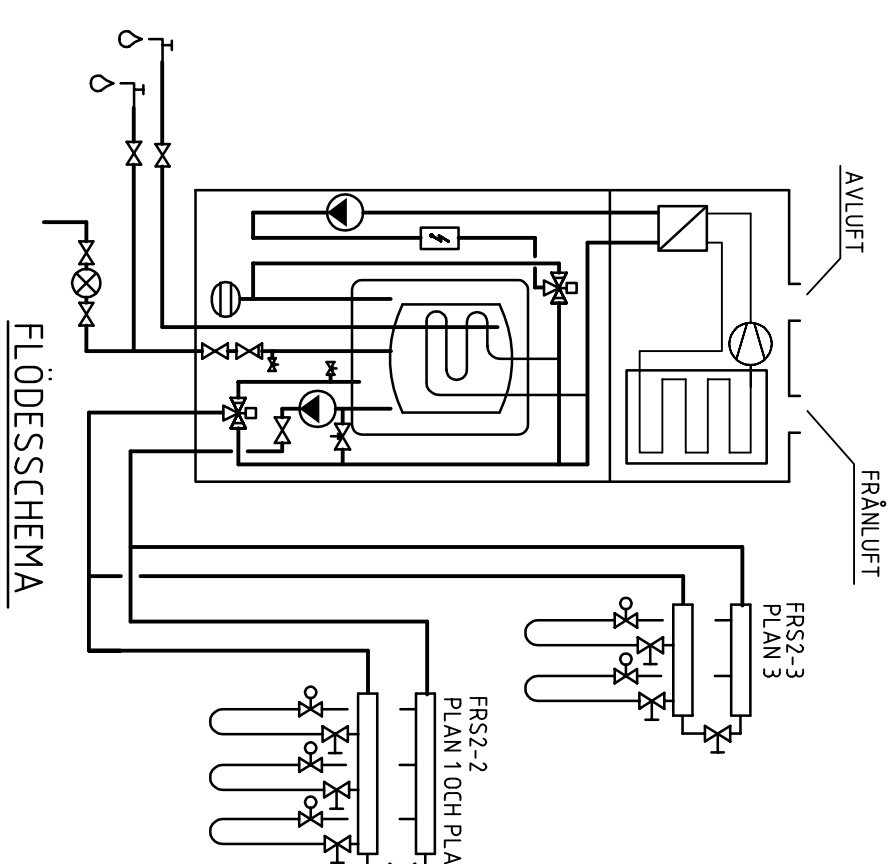 AVLUFT
FRÅNLUFT
FRS2-3
PLAN 3
FRS2-2
PLAN 1 OCH PLA
FLÖDESSCHEMA